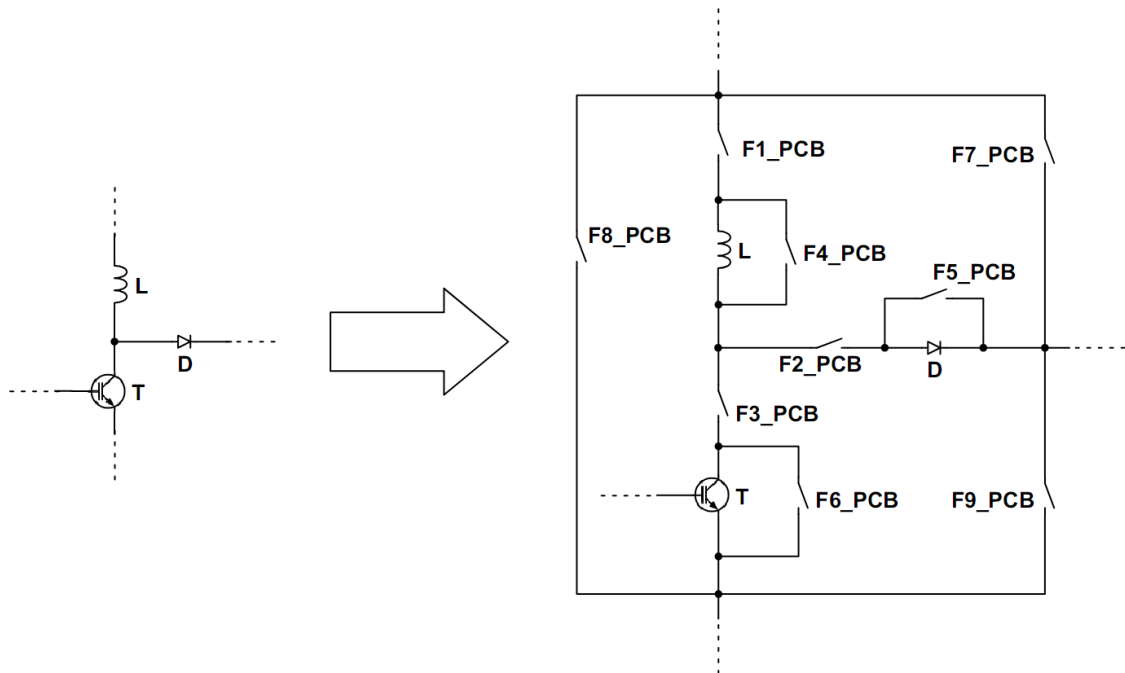 L
D
T
F1_PCB
F7_PCB
F8_PCB
L
F4_PCB
F5_PCB
F2_PCB
D
F3_PCB
T
F6_PCB
F9_PCB